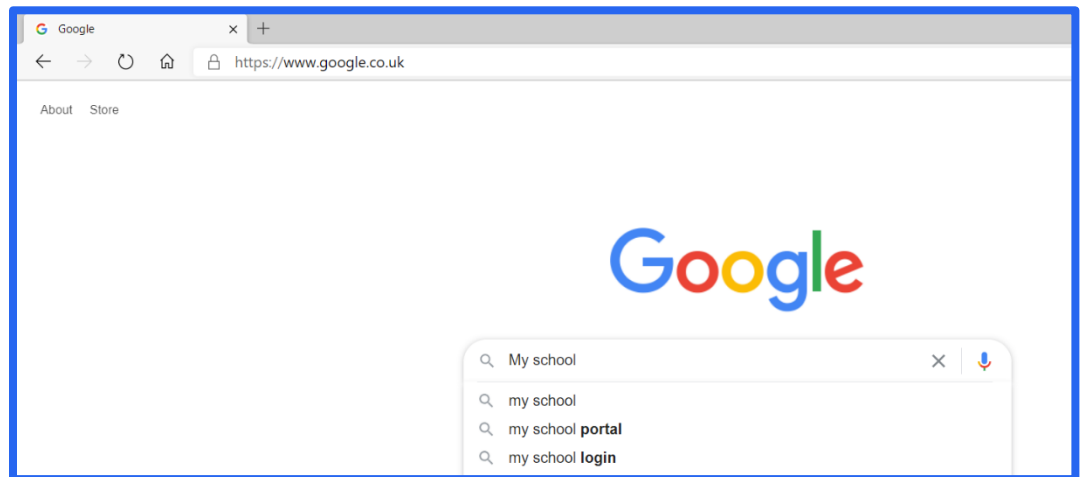 Google
https://www.google.co.uk
About Store
Google
My school
my school
my school portal
my school login